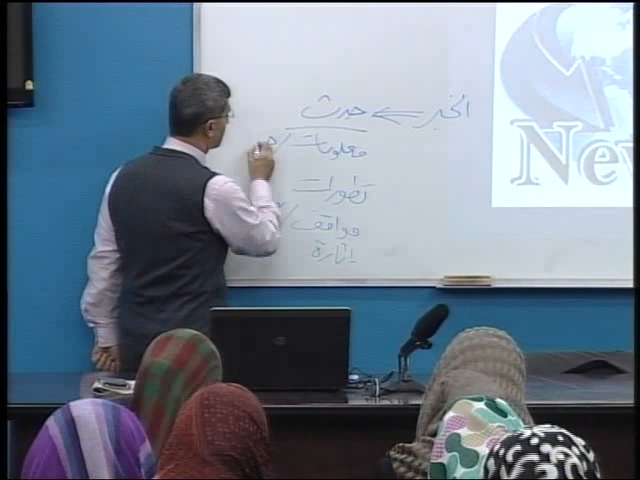 الخبر ← حدث
معلومات /
تطورات
مواقف /
إثارة
New